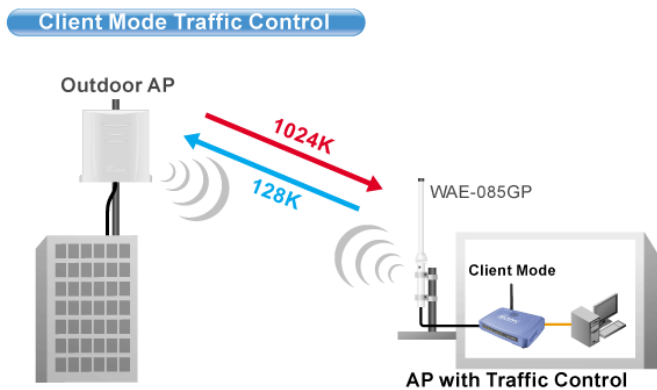 Client Mode Traffic Control
Outdoor AP
1024K
128K
WAE-085GP
Client Mode
AP with Traffic Control